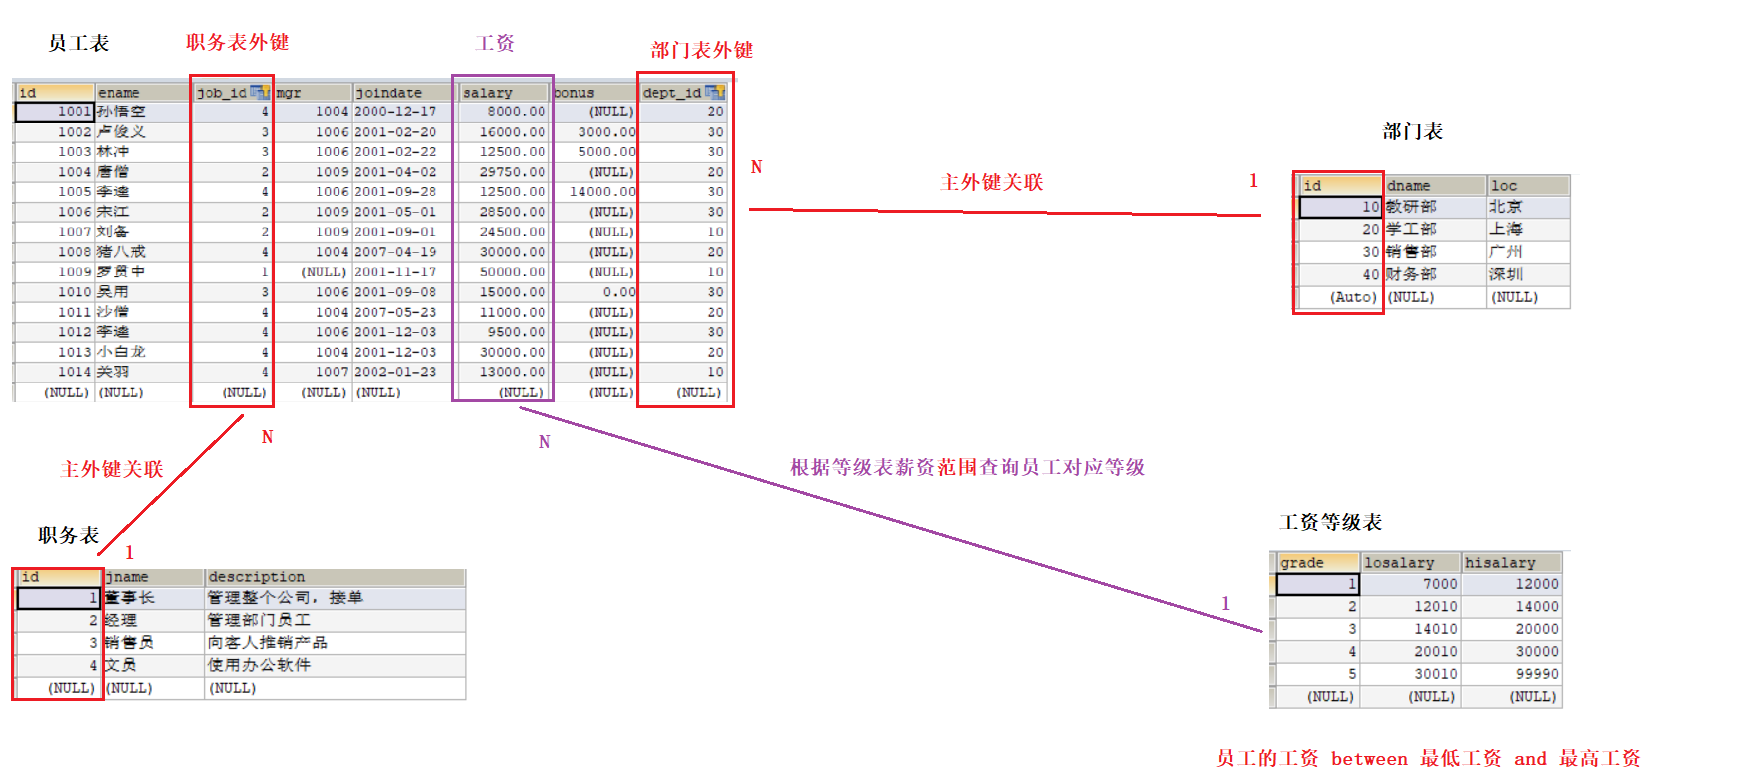 员工表
职务表外键
工资
部门表外键
id ename job_id mgr joindate salary bonus dept_id
1001 孙悟空 4 1004 2000-12-17 8000.00 (NULL) 20
1002 卢俊义 3 1006 2001-02-20 16000.00 3000.00 30
1003 林冲 3 1006 2001-02-22 12500.00 5000.00 30
1004 唐僧 2 1009 2001-04-02 29750.00 (NULL) 20
1005 李逵 4 1006 2001-09-28 12500.00 14000.00 30
1006 宋江 2 1009 2001-05-01 28500.00 (NULL) 30
1007 刘备 2 1009 2001-09-01 24500.00 (NULL) 10
1008 猪八戒 4 1004 2007-04-19 30000.00 (NULL) 20
1009 罗贯中 1 (NULL) 2001-11-17 50000.00 (NULL) 10
1010 吴用 3 1006 2001-09-08 15000.00 0.00 30
1011 沙僧 4 1004 2007-05-23 11000.00 (NULL) 20
1012 李逵 4 1006 2001-12-03 9500.00 (NULL) 30
1013 小白龙 4 1004 2001-12-03 30000.00 (NULL) 20
1014 关羽 4 1007 2002-01-23 13000.00 (NULL) 10
(NULL) (NULL) (NULL) (NULL) (NULL) (NULL) (NULL) (NULL)
N
主外键关联
1
部门表
id dname loc
10 教研部 北京
20 学工部 上海
30 销售部 广州
40 财务部 深圳
(Auto) (NULL) (NULL)
N
主外键关联
1
职务表
id jname description
1 董事长 管理整个公司，接单
2 经理 管理部门员工
3 销售员 向客人推销产品
4 文员 使用办公软件
(NULL) (NULL) (NULL)
N
根据等级表薪资范围查询员工对应等级
1
工资等级表
grade losalary hisalary
1 7000 12000
2 12010 14000
3 14010 20000
4 20010 30000
5 30010 99990
(NULL) (NULL) (NULL)
员工的工资 between 最低工资 and 最高工资